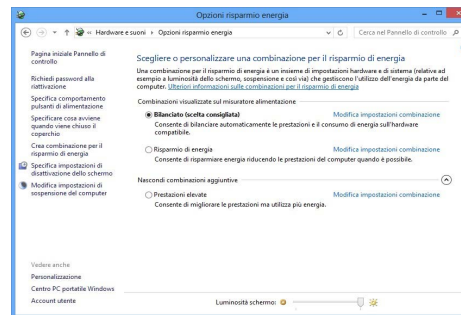 Opzioni risparmio energia
« Hardware e suoni ▸ Opzioni risparmio energia
Cerca nel Pannello di controllo
Pagina iniziale Pannello di
controllo
Richiedi password alla
riattivazione
Specifica comportamento
pulsanti di alimentazione
Specificare cosa avviene
quando viene chiuso il
coperchio
Crea combinazione per il
risparmio di energia
Specifica impostazioni di
disattivazione dello schermo
Modifica impostazioni di
sospensione del computer
Vedere anche
Personalizzazione
Centro PC portatile Windows
Account utente
Scegliere o personalizzare una combinazione per il risparmio di energia
Una combinazione per il risparmio di energia è un insieme di impostazioni hardware e di sistema (relative ad
esempio a luminosità dello schermo, sospensione e così via) che gestiscono l'utilizzo dell'energia da parte del
computer. Ulteriori informazioni sulle combinazioni per il risparmio di energia
Combinazioni visualizzate sul misuratore alimentazione
Bilanciato (scelta consigliata) Modifica impostazioni combinazione
Consente di bilanciare automaticamente le prestazioni e il consumo di energia sull'hardware
compatibile.
Risparmio di energia Modifica impostazioni combinazione
Consente di risparmiare energia riducendo le prestazioni del computer quando è possibile.
Nascondi combinazioni aggiuntive
Prestazioni elevate Modifica impostazioni combinazione
Consente di migliorare le prestazioni ma utilizza più energia.
Luminosità schermo: